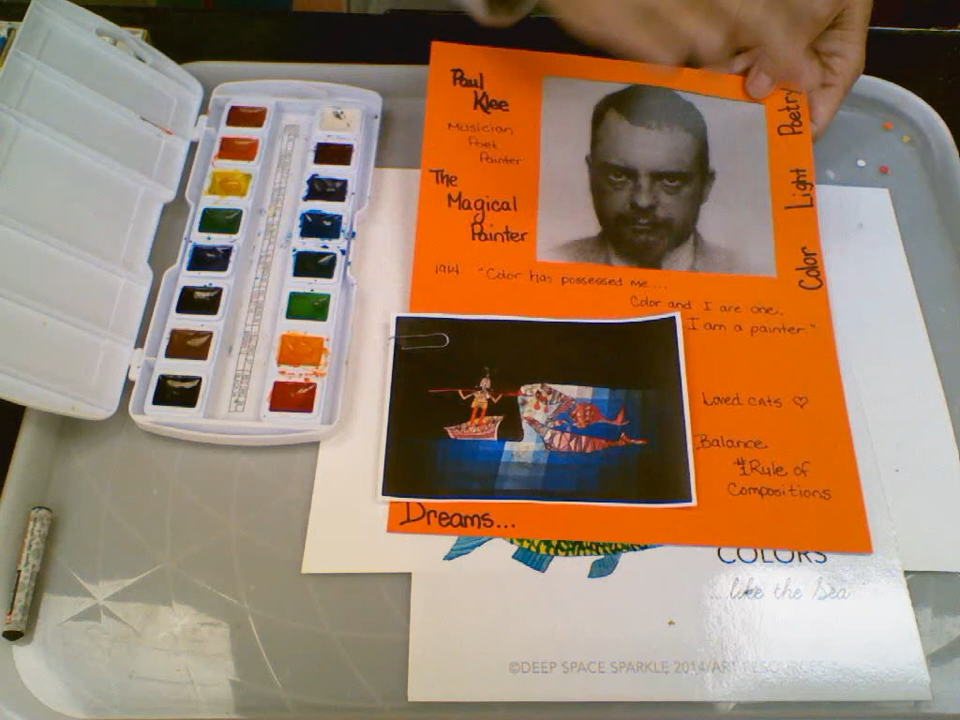 Paul
Klee
Musician
Poet
Painter
The
Magical
Painter
Color Light Poetry
1914 "Color has possessed me...
Color and I are one.
I am a painter."
Loved cats ♡
Balance
#1 Rule of
Compositions
Dreams...
COLORS
...like the Sea
©DEEP SPACE SPARKLE 2014/ART RESOURCES